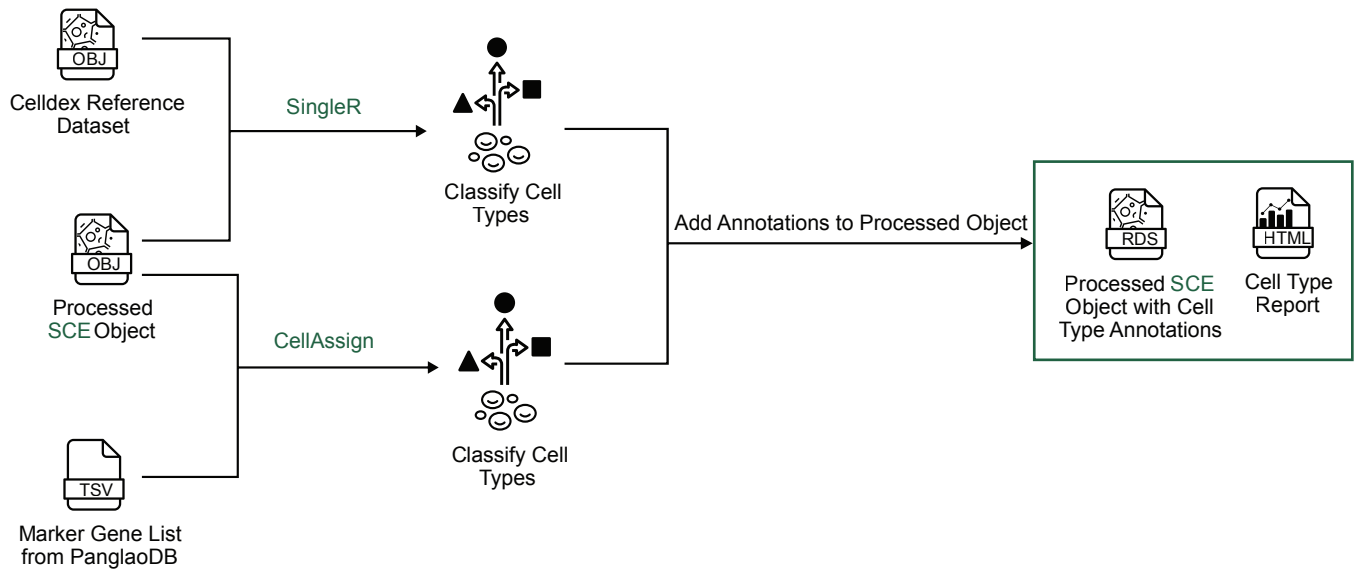 OBJ
Celldex Reference
Dataset
SingleR
Classify Cell
Types
OBJ
Processed
SCE Object
CellAssign
Classify Cell
Types
TSV
Marker Gene List
from PanglaoDB
Add Annotations to Processed Object
RDS
Processed SCE
Object with Cell
Type Annotations
HTML
Cell Type
Report